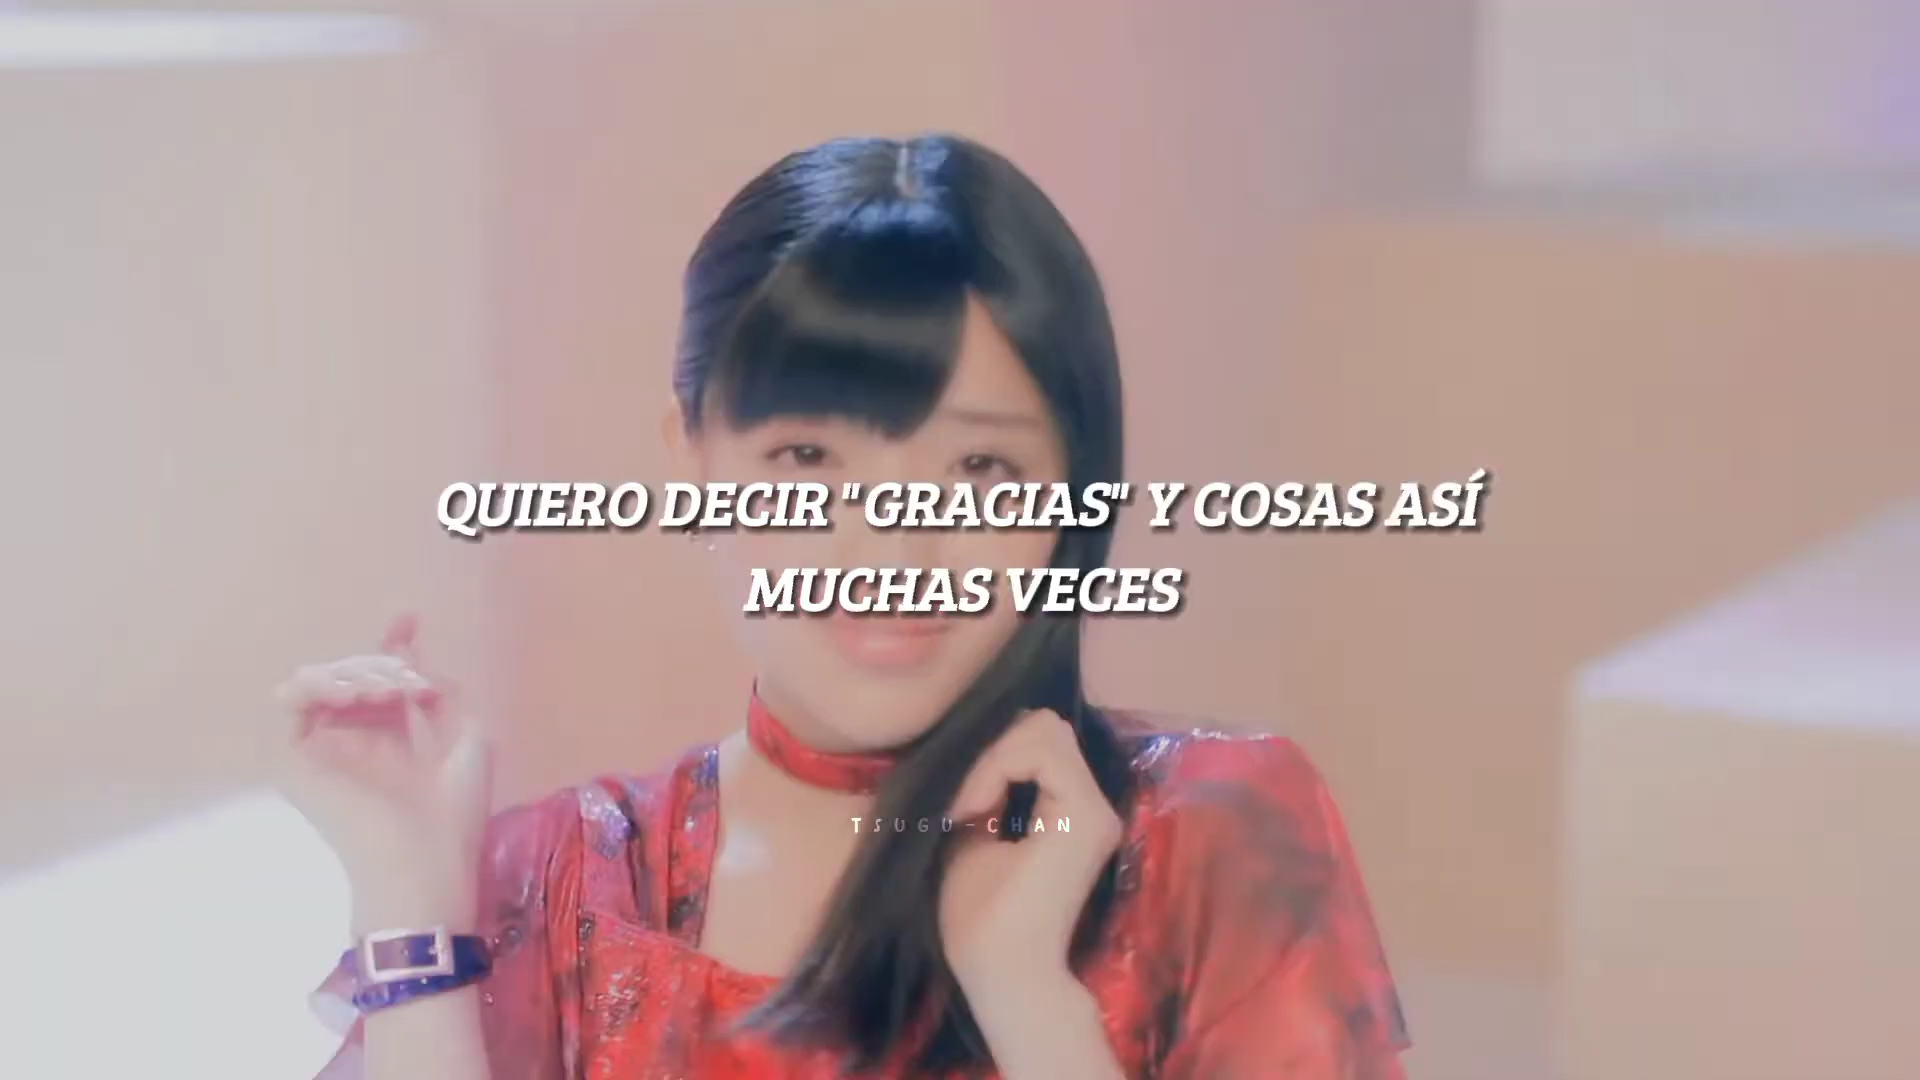 QUIERO DECIR "GRACIAS" Y COSAS ASÍ
MUCHAS VECES
TSUGU-CHAN